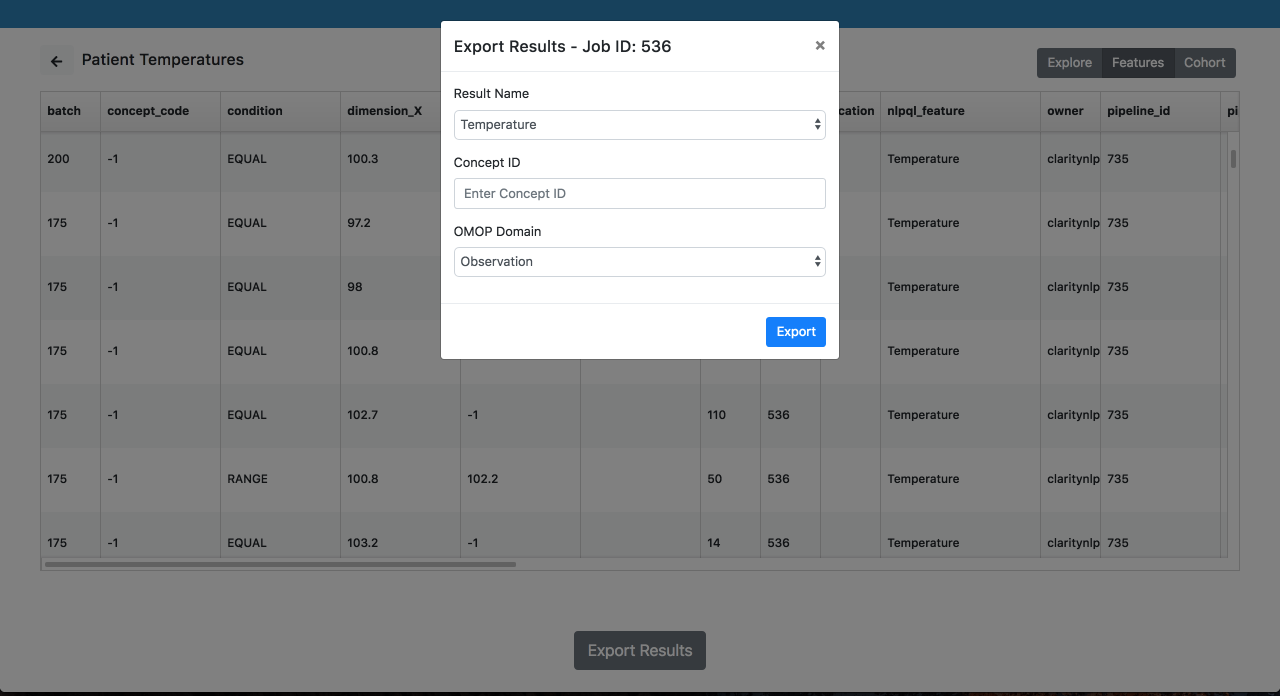 Export Results - Job ID: 536
×
Result Name
Temperature
Concept ID
Enter Concept ID
OMOP Domain
Observation
Export
Patient Temperatures
Explore Features Cohort
batch concept_code condition dimension_X cation nlpql_feature owner pipeline_id pi
200 -1 EQUAL 100.3 Temperature claritynlp 735
175 -1 EQUAL 97.2 Temperature claritynlp 735
175 -1 EQUAL 98 Temperature claritynlp 735
175 -1 EQUAL 100.8 Temperature claritynlp 735
175 -1 EQUAL 102.7 -1 110 536 Temperature claritynlp 735
175 -1 RANGE 100.8 102.2 50 536 Temperature claritynlp 735
175 -1 EQUAL 103.2 -1 14 536 Temperature claritynlp 735
Export Results